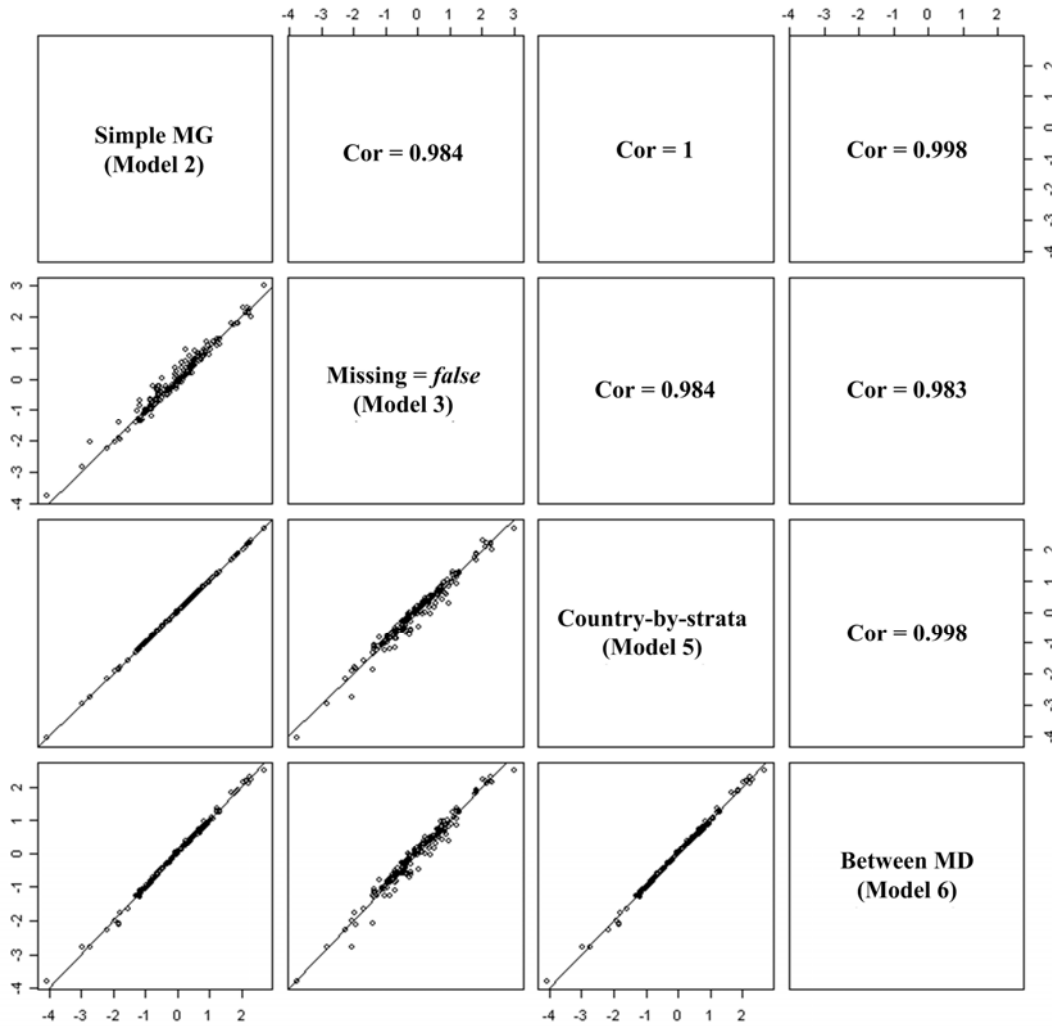 -4 -3 -2 -1 0 1 2 3
-4 -3 -2 -1 0 1 2
Simple MG
(Model 2)
Cor = 0.984
Cor = 1
Cor = 0.998
2
1
0
-1
-2
-3
-4
3
2
1
0
-1
-2
-3
-4
Missing = false
(Model 3)
Cor = 0.984
Cor = 0.983
Country-by-strata
(Model 5)
Cor = 0.998
2
1
0
-1
-2
-3
-4
2
1
0
-1
-2
-3
-4
Between MD
(Model 6)
-4 -3 -2 -1 0 1 2
-4 -3 -2 -1 0 1 2